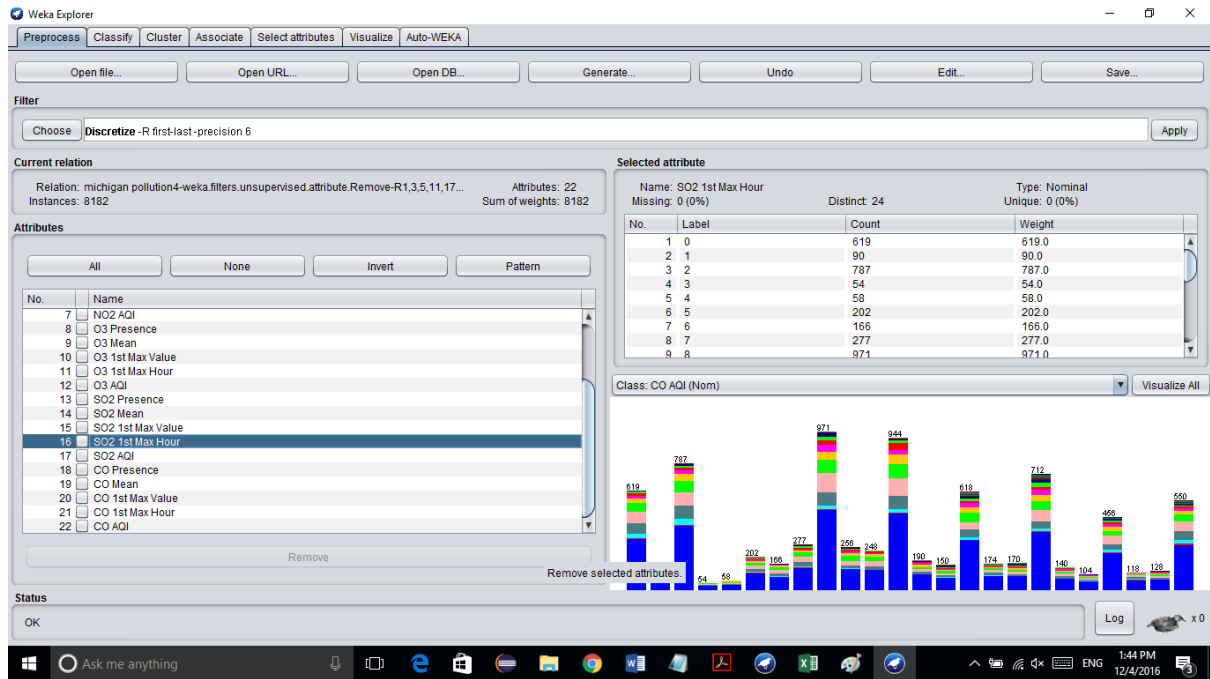 Weka Explorer
Preprocess Classify Cluster Associate Select attributes Visualize Auto-WEKA
Open file... Open URL... Open DB... Generate... Undo Edit... Save...
Filter
Choose Discretize -R first-last -precision 6 Apply
Current relation
Relation: michigan pollution4-weka.filters.unsupervised.attribute.Remove-R1,3,5,11,17... Attributes: 22
Instances: 8182 Sum of weights: 8182
Attributes
All None Invert Pattern
No. Name
7 NO2 AQI
8 O3 Presence
9 O3 Mean
10 O3 1st Max Value
11 O3 1st Max Hour
12 O3 AQI
13 SO2 Presence
14 SO2 Mean
15 SO2 1st Max Value
16 SO2 1st Max Hour
17 SO2 AQI
18 CO Presence
19 CO Mean
20 CO 1st Max Value
21 CO 1st Max Hour
22 CO AQI
Remove
Remove selected attributes.
Selected attribute
Name: SO2 1st Max Hour Type: Nominal
Missing: 0 (0%) Distinct: 24 Unique: 0 (0%)
No. Label Count Weight
1 0 619 619.0
2 1 90 90.0
3 2 787 787.0
4 3 54 54.0
5 4 58 58.0
6 5 202 202.0
7 6 166 166.0
8 7 277 277.0
9 8 971 971.0
Class: CO AQI (Nom) Visualize All
619 787 54 58 202 166 277 971 256 248 944 190 150 618 174 170 712 140 104 456 118 128 550
Status
OK
Log x 0
Ask me anything
ENG
1:44 PM
12/4/2016
3